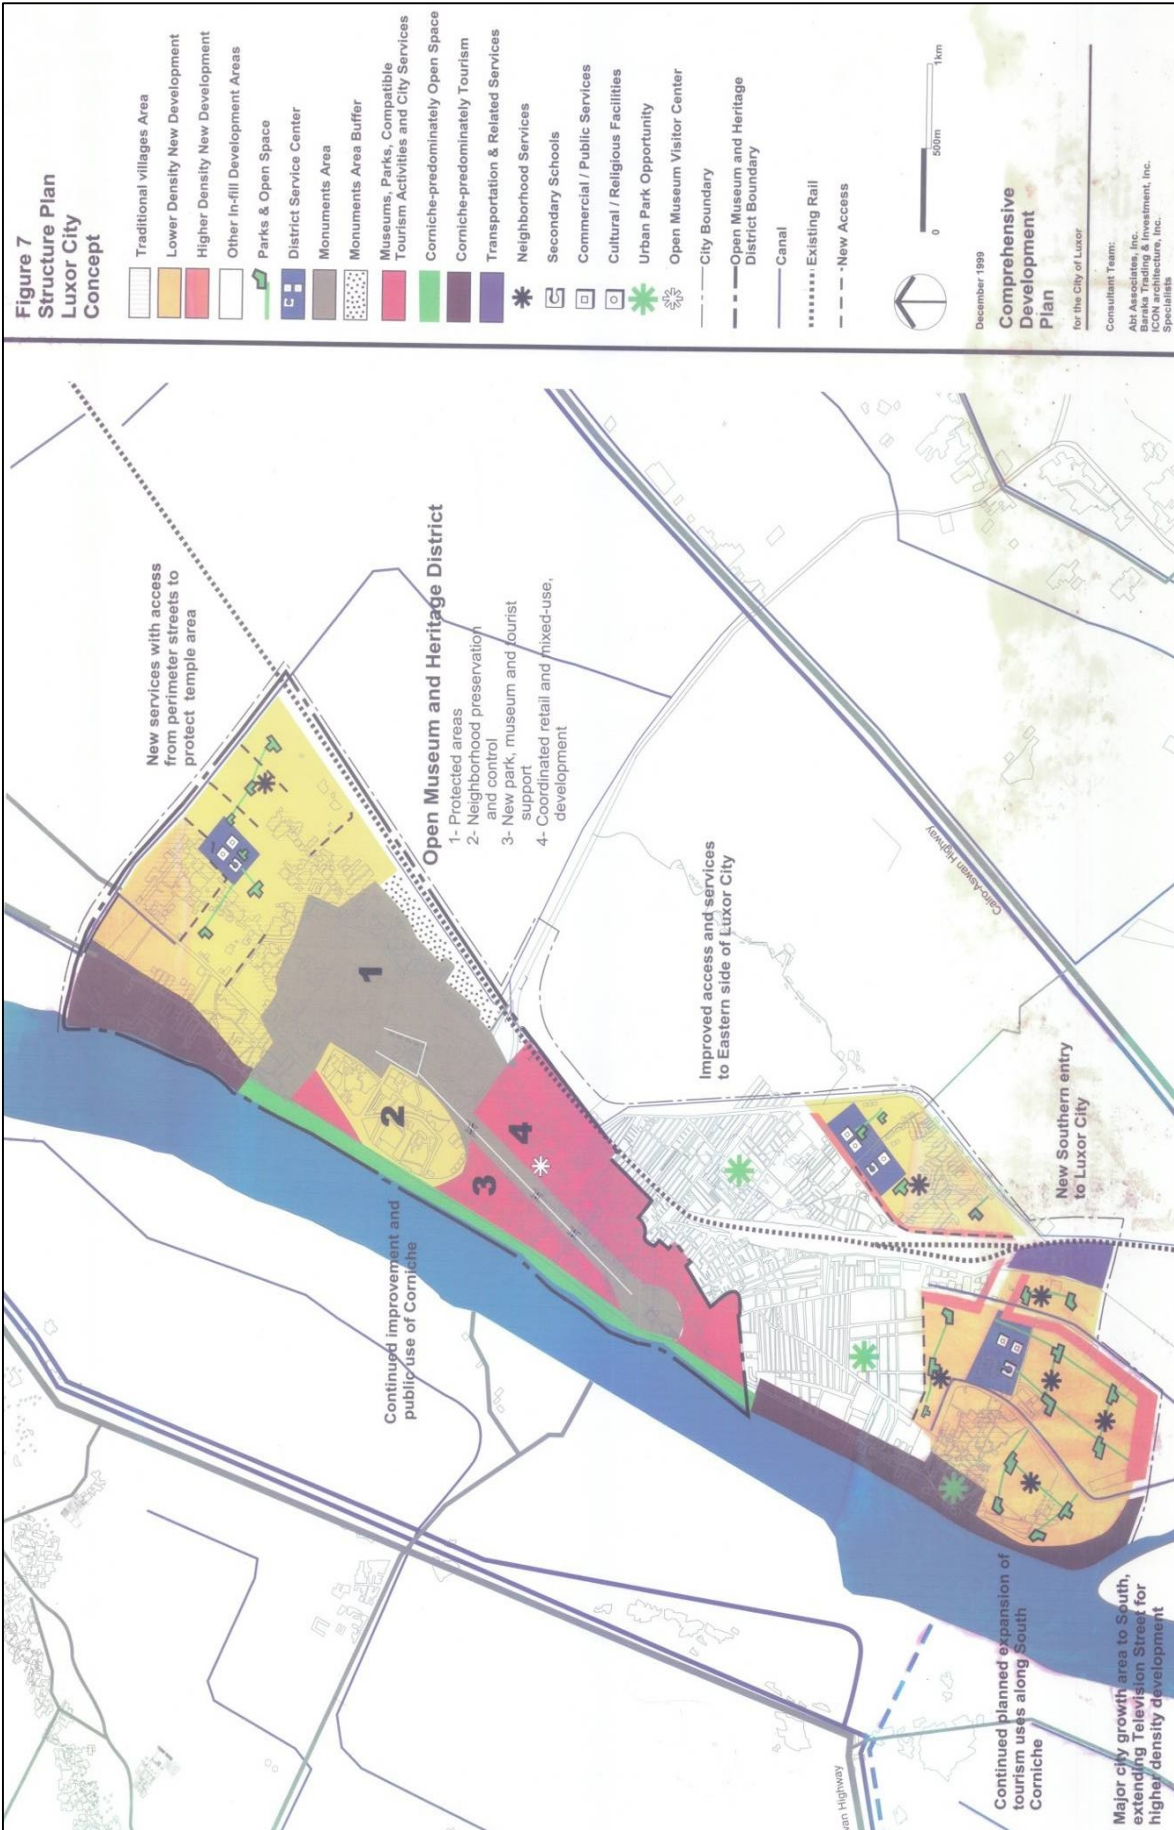 Figure 7
Structure Plan
Luxor City
Concept
Traditional villages Area
Lower Density New Development
Higher Density New Development
Other In-fill Development Areas
Parks & Open Space
District Service Center
Monuments Area
Monuments Area Buffer
Museums, Parks, Compatible
Tourism Activities and City Services
Corniche-predominately Open Space
Corniche-predominately Tourism
Transportation & Related Services
Neighborhood Services
Secondary Schools
Commercial / Public Services
Cultural / Religious Facilities
Urban Park Opportunity
Open Museum Visitor Center
City Boundary
Open Museum and Heritage
District Boundary
Canal
Existing Rail
New Access
0
500m
1km
December 1999
Comprehensive
Development
Plan
for the City of Luxor
Consultant Team:
Abt Associates, Inc.
Baraka Trading & Investment, Inc.
ICON architecture, Inc.
Specialists
New services with access
from perimeter streets to
protect temple area
Open Museum and Heritage District
1- Protected areas
2- Neighborhood preservation
and control
3- New park, museum and tourist
support
4- Coordinated retail and mixed-use,
development
1
2
3
4
Continued improvement and
public use of Corniche
Improved access and services
to Eastern side of Luxor City
Cairo-Aswan Highway
New Southern entry
to Luxor City
Continued planned expansion of
tourism uses along South
Corniche
Major city growth area to South,
extending Television Street for
higher density development
Highway